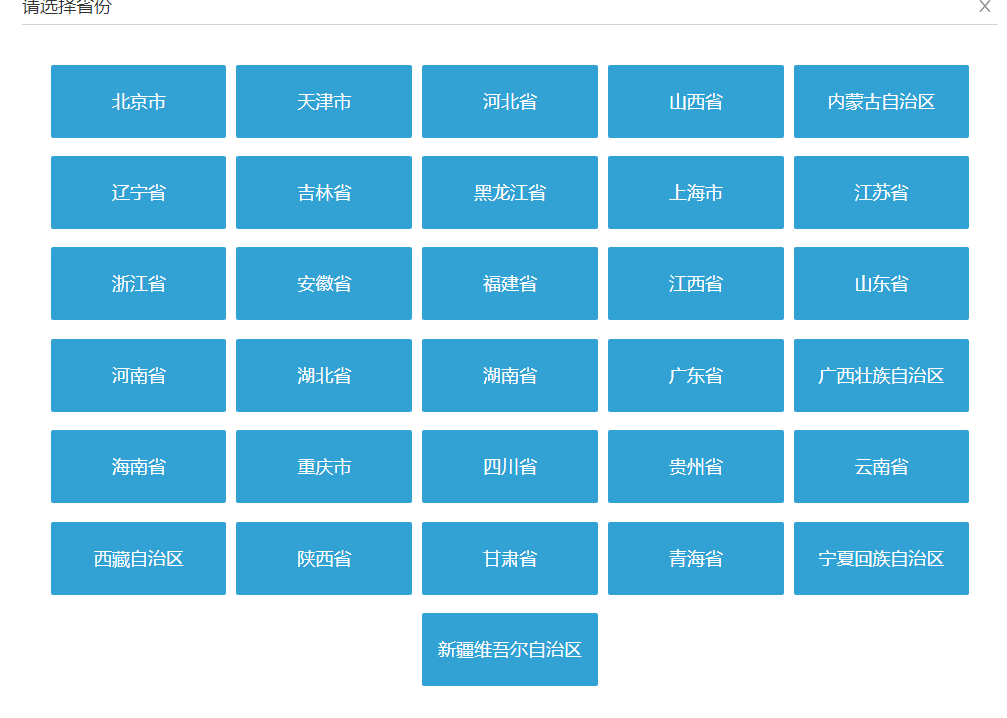 请选择省份 X
北京市 天津市 河北省 山西省 内蒙古自治区
辽宁省 吉林省 黑龙江省 上海市 江苏省
浙江省 安徽省 福建省 江西省 山东省
河南省 湖北省 湖南省 广东省 广西壮族自治区
海南省 重庆市 四川省 贵州省 云南省
西藏自治区 陕西省 甘肃省 青海省 宁夏回族自治区
新疆维吾尔自治区